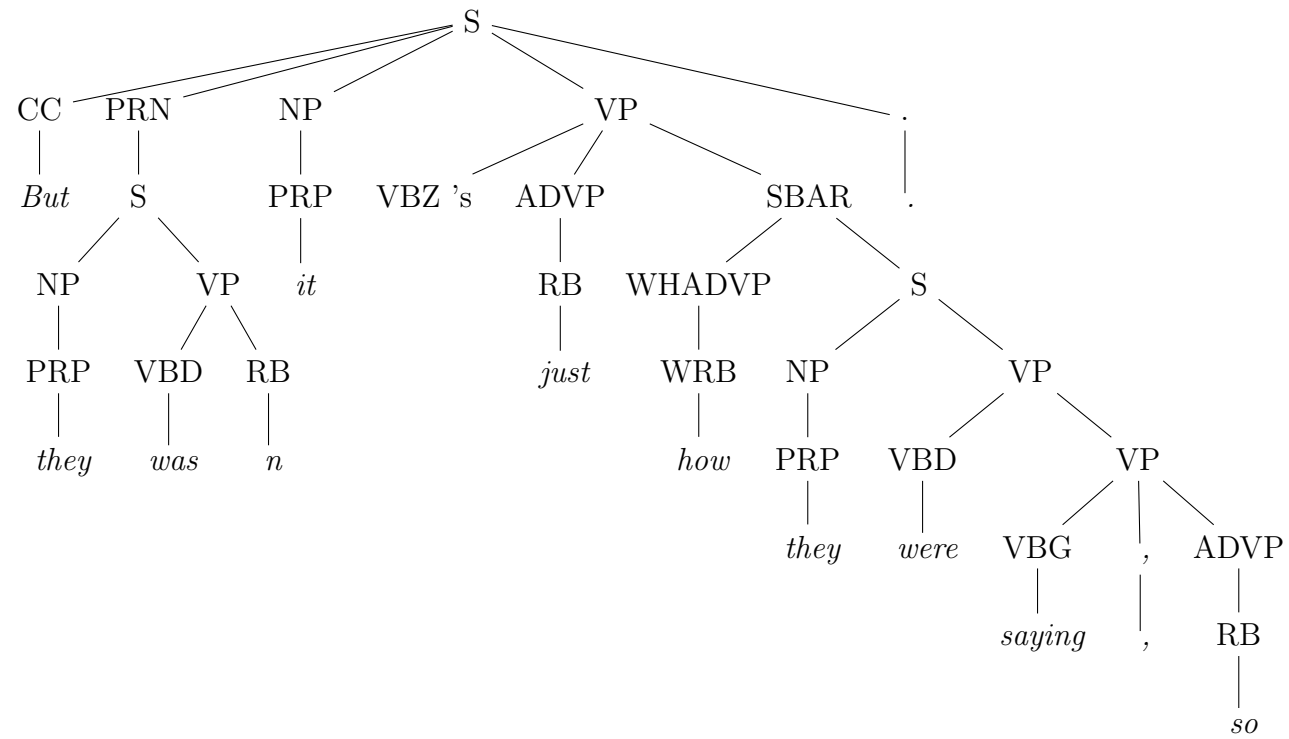 S
CC PRN NP VP .
But S PRP VBZ 's ADVP SBAR .
NP VP it RB WHADVP S
PRP VBD RB just WRB NP VP
they was n how PRP VBD VP
they were VBG , ADVP
saying , RB
so